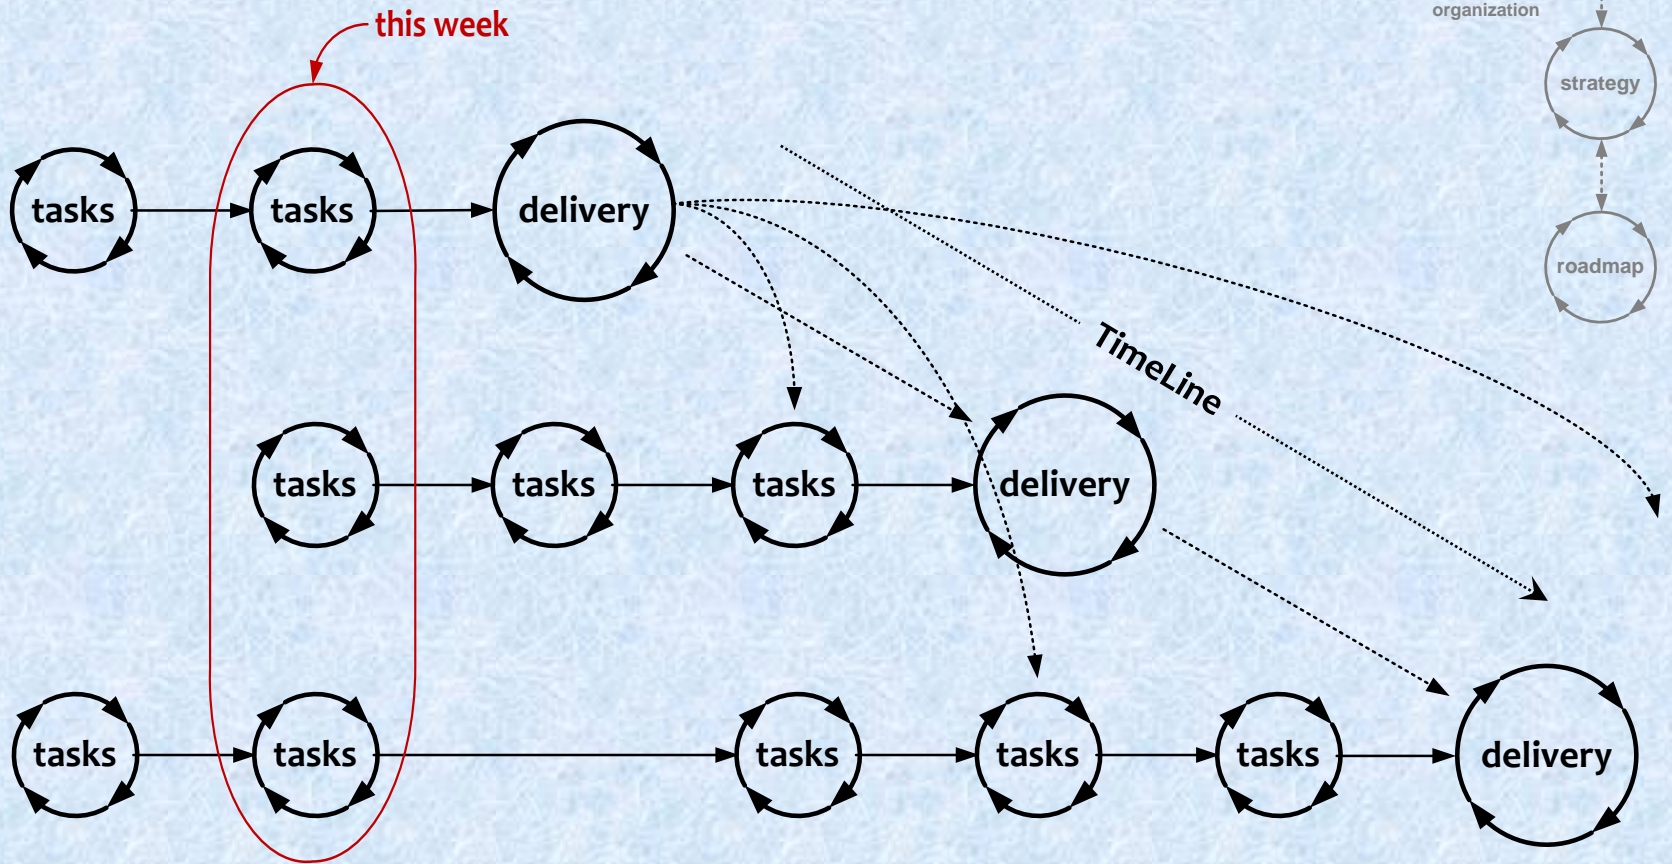 this week
organization
strategy
roadmap
tasks
tasks
delivery
TimeLine
tasks
tasks
tasks
delivery
tasks
tasks
tasks
tasks
tasks
delivery